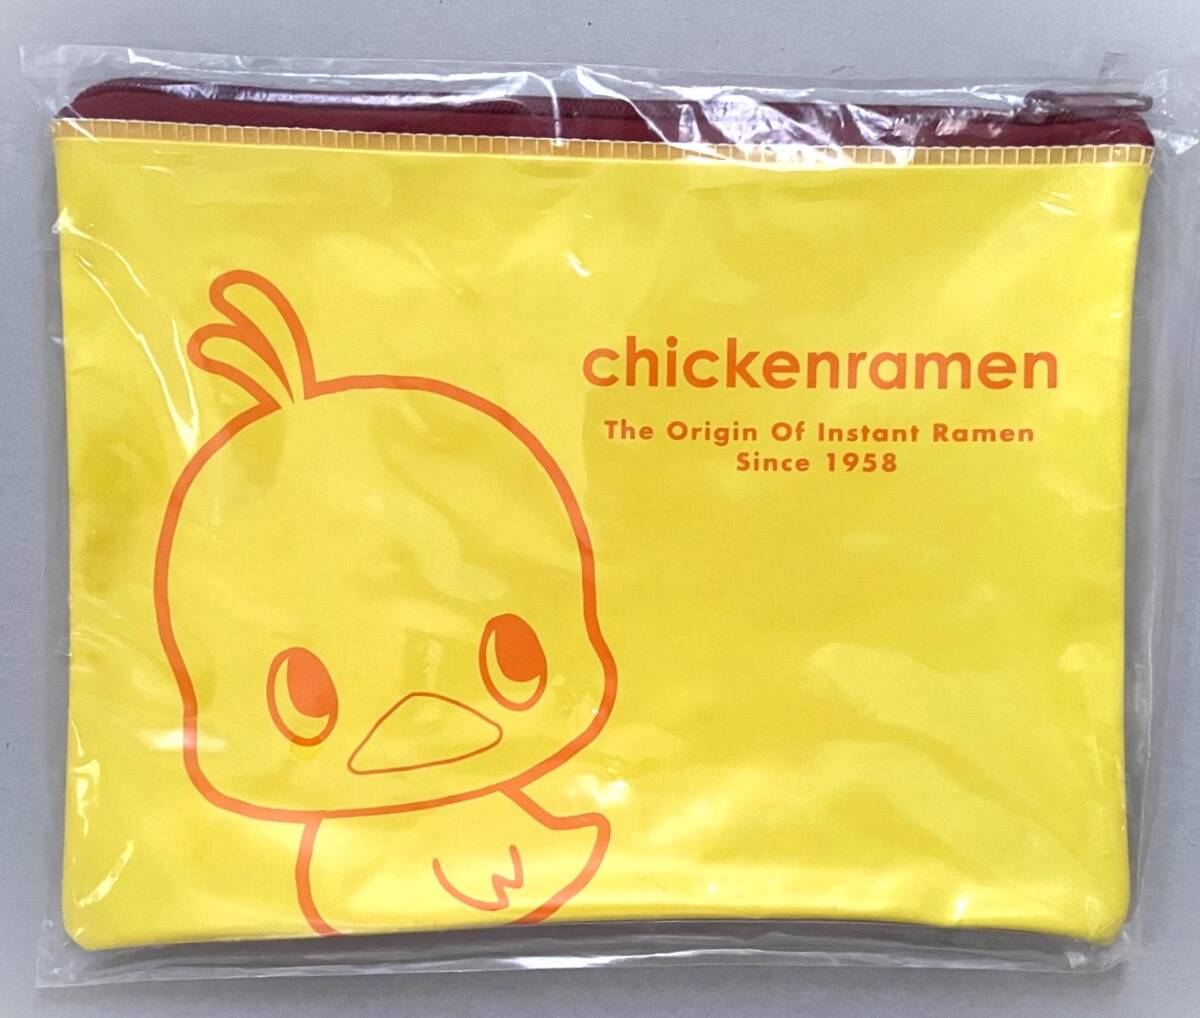 chickenramen
The Origin Of Instant Ramen
Since 1958